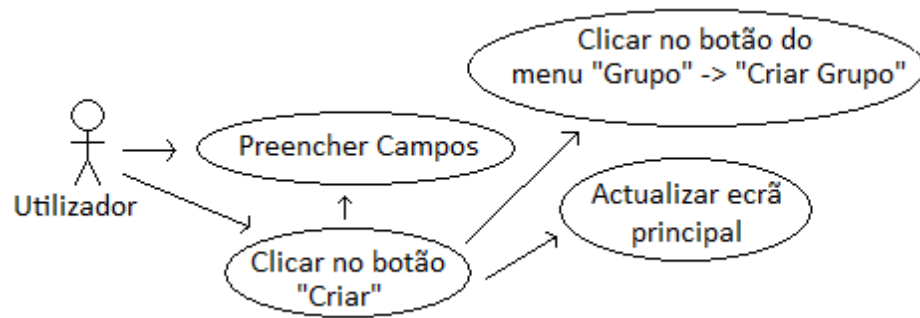 Clicar no botão do
menu "Grupo" -> "Criar Grupo"
Preencher Campos
Utilizador
Actualizar ecrã
principal
Clicar no botão
"Criar"